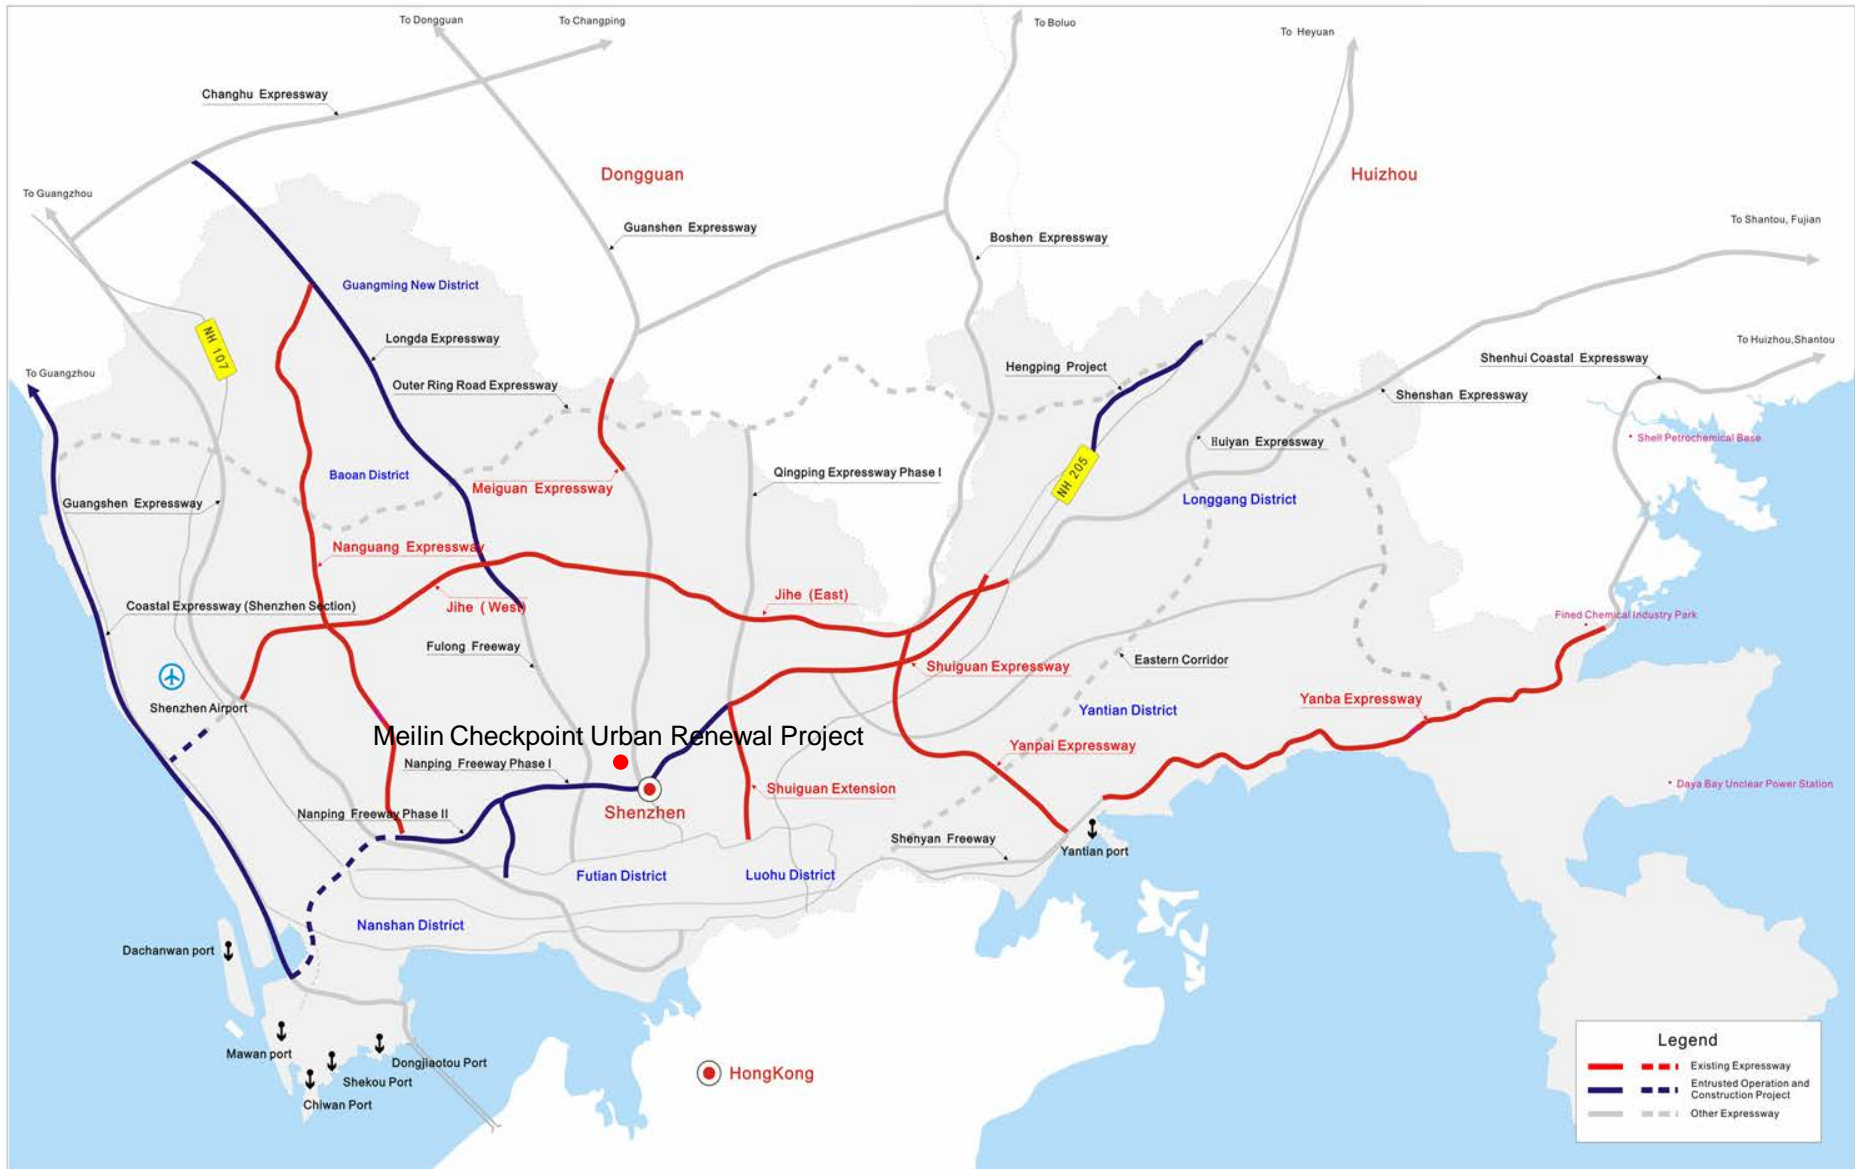 To Dongguan
To Changping
To Boluo
To Heyuan
Changhu Expressway
Dongguan
Huizhou
To Guangzhou
To Shantou, Fujian
Guanshen Expressway
Boshen Expressway
Guangming New District
NH 107
Longda Expressway
To Huizhou,Shantou
Shenhui Coastal Expressway
To Guangzhou
Hengping Project
Outer Ring Road Expressway
Shenshan Expressway
Shell Petrochemical Base
Huiyan Expressway
Baoan District
Qingping Expressway Phase I
NH 205
Meiguan Expressway
Longgang District
Guangshen Expressway
Nanguang Expressway
Jihe (East)
Coastal Expressway (Shenzhen Section)
Jihe (West)
Fined Chemical Industry Park
Fulong Freeway
Shuiguan Expressway
Eastern Corridor
Shenzhen Airport
Yanba Expressway
Yantian District
Meilin Checkpoint Urban Renewal Project
Yanpai Expressway
Nanping Freeway Phase I
Daya Bay Unclear Power Station
Shuiguan Extension
Nanping Freeway Phase II
Shenzhen
Shenyan Freeway
Yantian port
Futian District
Luohu District
Nanshan District
Dachanwan port
Legend
Mawan port
Dongjiaotou Port
Existing Expressway
HongKong
Shekou Port
Entrusted Operation and
Construction Project
Chiwan Port
Other Expressway